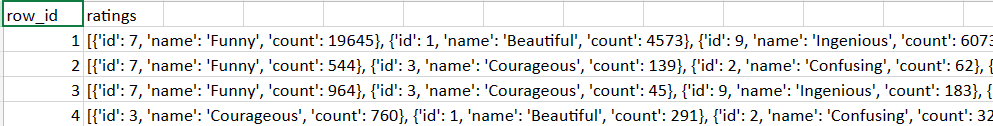 row_id ratings
1 [{'id': 7, 'name': 'Funny', 'count': 19645}, {'id': 1, 'name': 'Beautiful', 'count': 4573}, {'id': 9, 'name': 'Ingenious', 'count': 6073
2 [{'id': 7, 'name': 'Funny', 'count': 544}, {'id': 3, 'name': 'Courageous', 'count': 139}, {'id': 2, 'name': 'Confusing', 'count': 62}, {
3 [{'id': 7, 'name': 'Funny', 'count': 964}, {'id': 3, 'name': 'Courageous', 'count': 45}, {'id': 9, 'name': 'Ingenious', 'count': 183}, {
4 [{'id': 3, 'name': 'Courageous', 'count': 760}, {'id': 1, 'name': 'Beautiful', 'count': 291}, {'id': 2, 'name': 'Confusing', 'count': 32